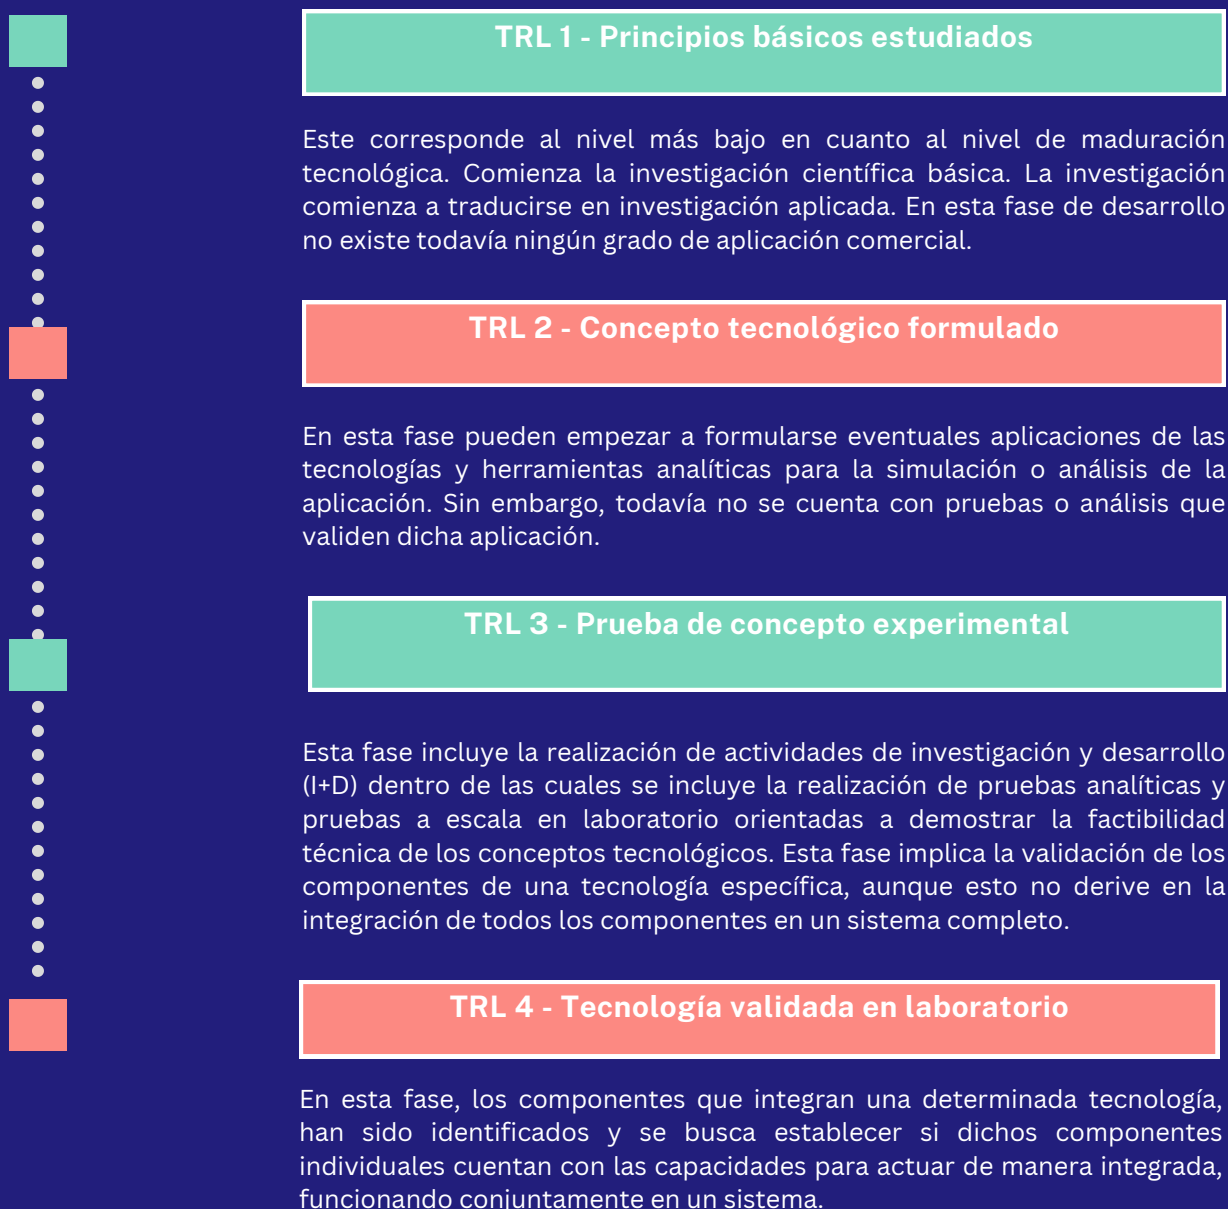 TRL 1 - Principios básicos estudiados
Este corresponde al nivel más bajo en cuanto al nivel de maduración
tecnológica. Comienza la investigación científica básica. La investigación
comienza a traducirse en investigación aplicada. En esta fase de desarrollo
no existe todavía ningún grado de aplicación comercial.
TRL 2 - Concepto tecnológico formulado
En esta fase pueden empezar a formularse eventuales aplicaciones de las
tecnologías y herramientas analíticas para la simulación o análisis de la
aplicación. Sin embargo, todavía no se cuenta con pruebas o análisis que
validen dicha aplicación.
TRL 3 - Prueba de concepto experimental
Esta fase incluye la realización de actividades de investigación y desarrollo
(I+D) dentro de las cuales se incluye la realización de pruebas analíticas y
pruebas a escala en laboratorio orientadas a demostrar la factibilidad
técnica de los conceptos tecnológicos. Esta fase implica la validación de los
componentes de una tecnología específica, aunque esto no derive en la
integración de todos los componentes en un sistema completo.
TRL 4 - Tecnología validada en laboratorio
En esta fase, los componentes que integran una determinada tecnología,
han sido identificados y se busca establecer si dichos componentes
individuales cuentan con las capacidades para actuar de manera integrada,
funcionando conjuntamente en un sistema.